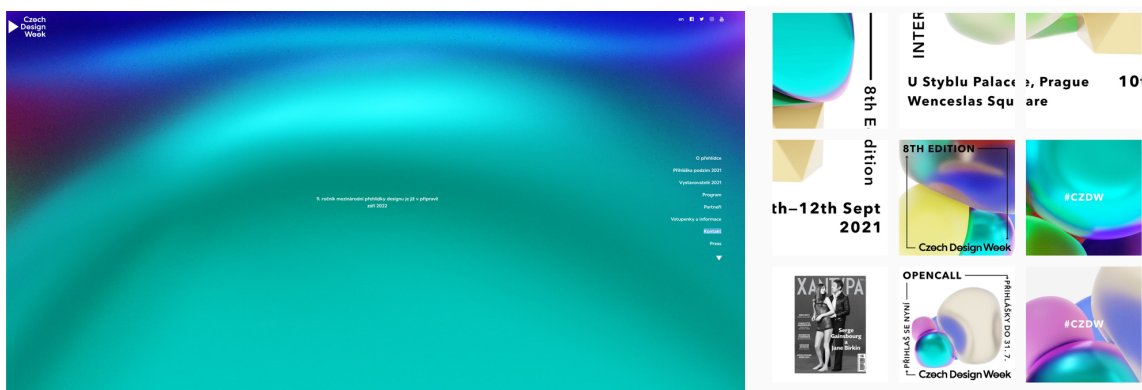 Czech
Design
Week
en
O přehlídce
Přihláška podzim 2021
Vystavovatelé 2021
Program
Partneři
Vstupenky a informace
Kontakt
Press
9. ročník mezinárodní přehlídky designu je již v přípravě
září 2022
8th E
INTER
U Styblu Palace
Wenceslas Squ
e, Prague
are
10t
dition
th–12th Sept
2021
8TH EDITION
Czech Design Week
#CZDW
XANTIPA
Serge
Gainsbourg
a
Jane Birkin
OPENCALL
PŘIHLAŠ SE NYNÍ
PŘIHLÁŠKY DO 31. 7.
Czech Design Week
#CZDW